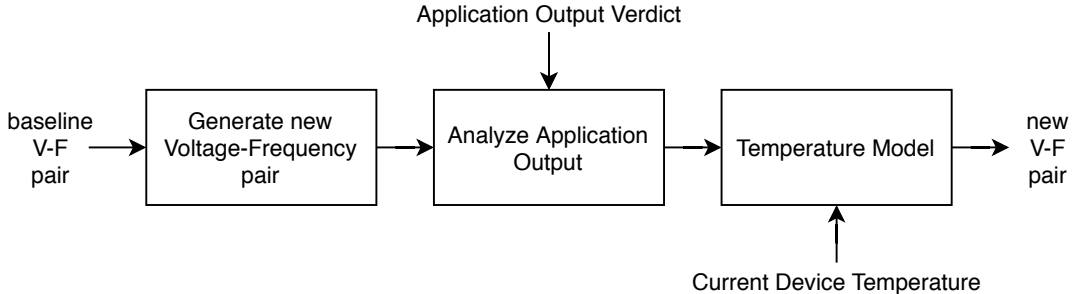 Application Output Verdict
baseline
V-F
pair
Generate new
Voltage-Frequency
pair
Analyze Application
Output
Temperature Model
new
V-F
pair
Current Device Temperature